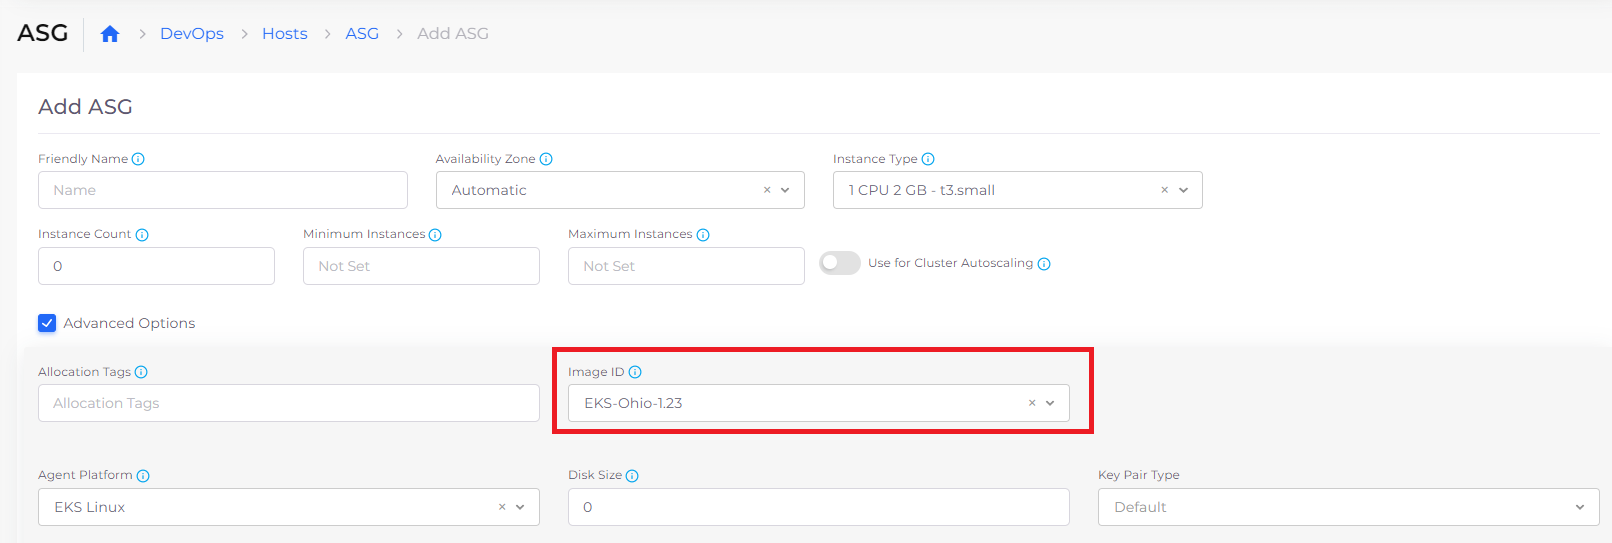 ASG DevOps Hosts ASG Add ASG
Add ASG
Friendly Name Availability Zone Instance Type
Name Automatic 1 CPU 2 GB - t3.small
Instance Count Minimum Instances Maximum Instances
0 Not Set Not Set Use for Cluster Autoscaling
Advanced Options
Allocation Tags Image ID
Allocation Tags EKS-Ohio-1.23
Agent Platform Disk Size Key Pair Type
EKS Linux 0 Default